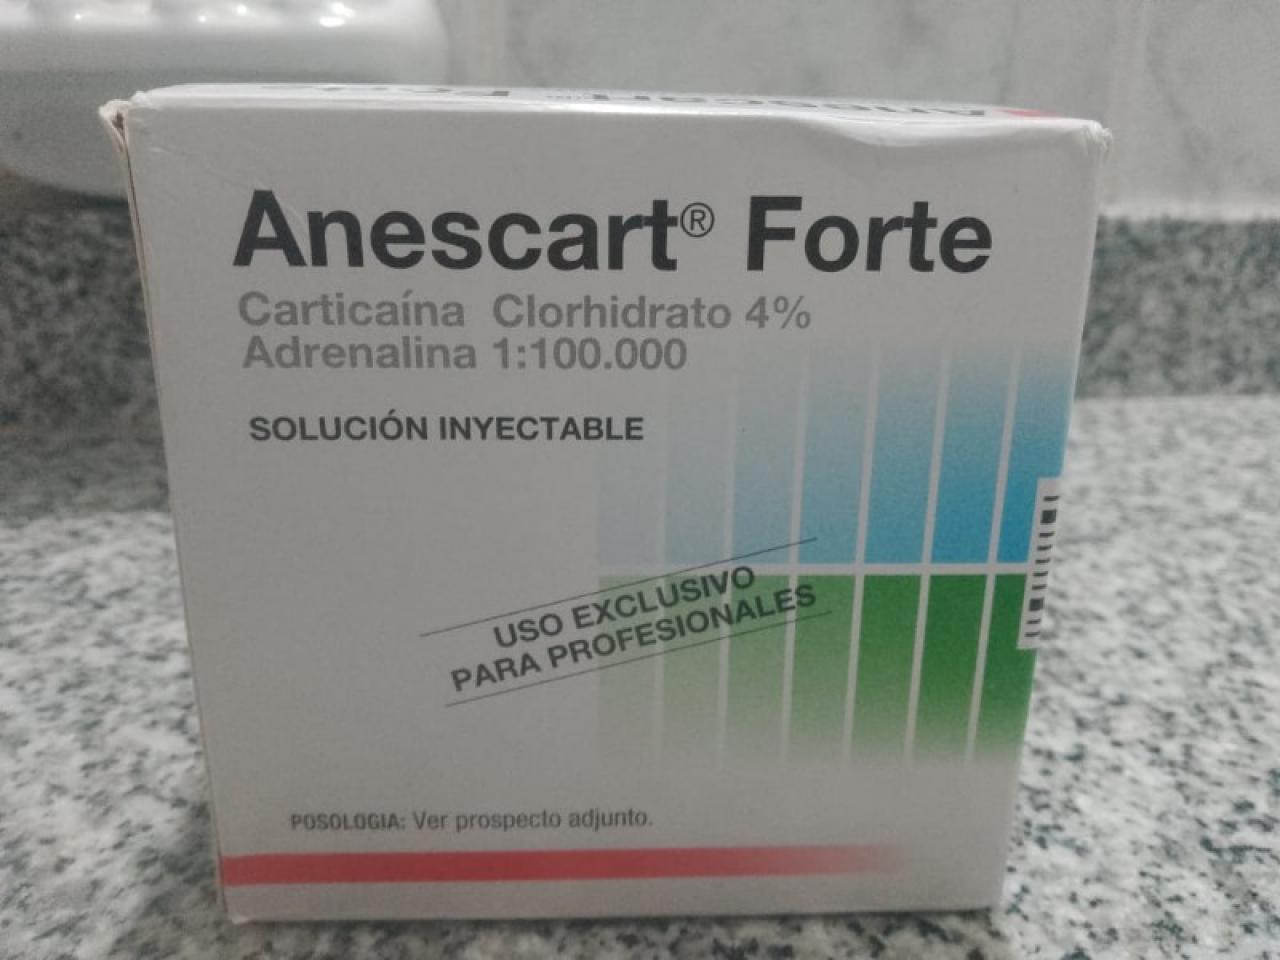 Anescart® Forte
Carticaína Clorhidrato 4%
Adrenalina 1:100.000
SOLUCIÓN INYECTABLE
USO EXCLUSIVO
PARA PROFESIONALES
POSOLOGIA: Ver prospecto adjunto.